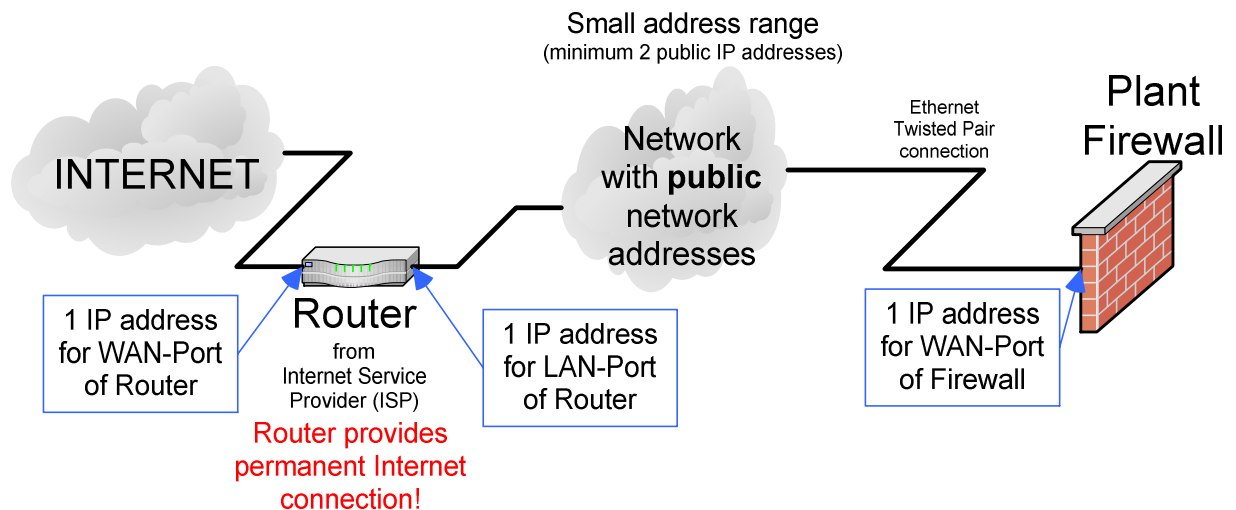 Small address range
(minimum 2 public IP addresses)
INTERNET
Network
with public
network
addresses
Ethernet
Twisted Pair
connection
Plant
Firewall
1 IP address
for WAN-Port
of Router
Router
from
Internet Service
Provider (ISP)
Router provides
permanent Internet
connection!
1 IP address
for LAN-Port
of Router
1 IP address
for WAN-Port
of Firewall